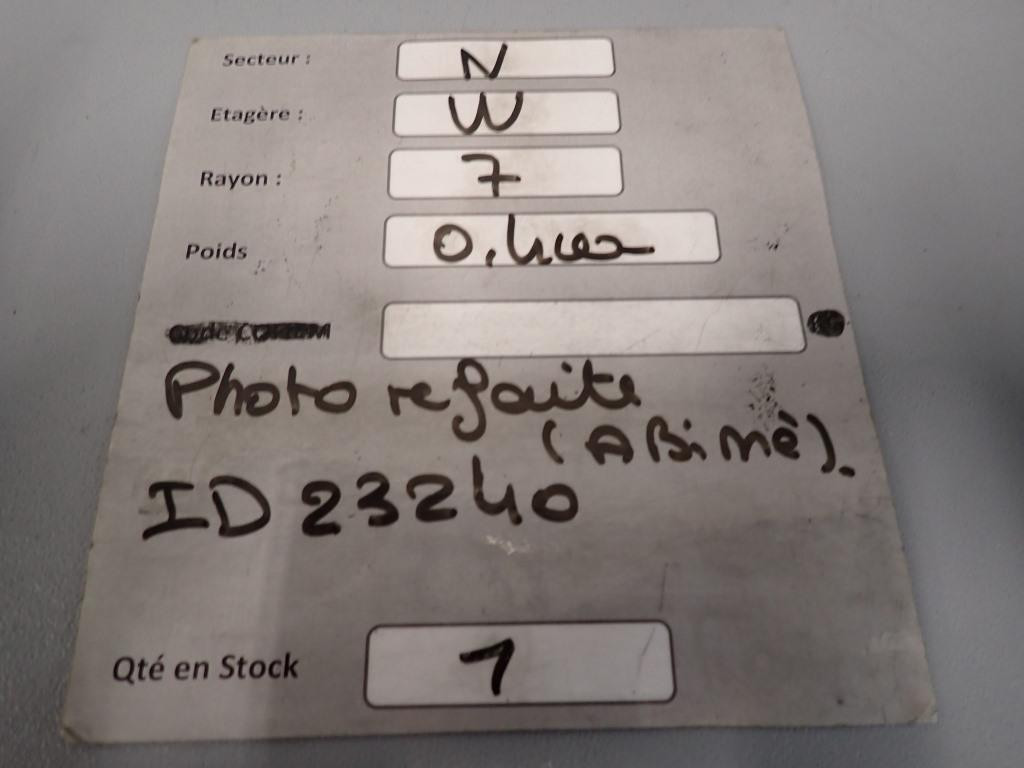 Secteur : N
Etagère : W
Rayon : 7
Poids
Photo refaite
(ABimé).
ID 23240
Qté en Stock 1